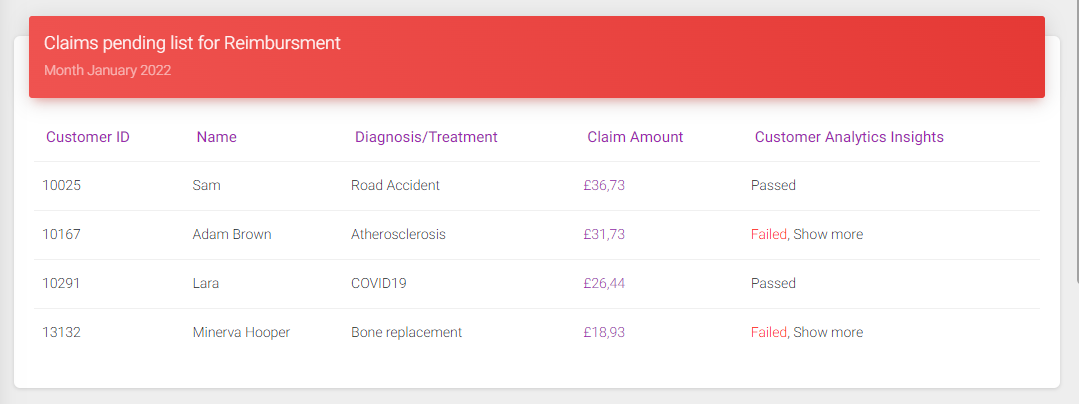 Claims pending list for Reimbursment
Month January 2022
Customer ID Name Diagnosis/Treatment Claim Amount Customer Analytics Insights
10025 Sam Road Accident £36,73 Passed
10167 Adam Brown Atherosclerosis £31,73 Failed, Show more
10291 Lara COVID19 £26,44 Passed
13132 Minerva Hooper Bone replacement £18,93 Failed, Show more